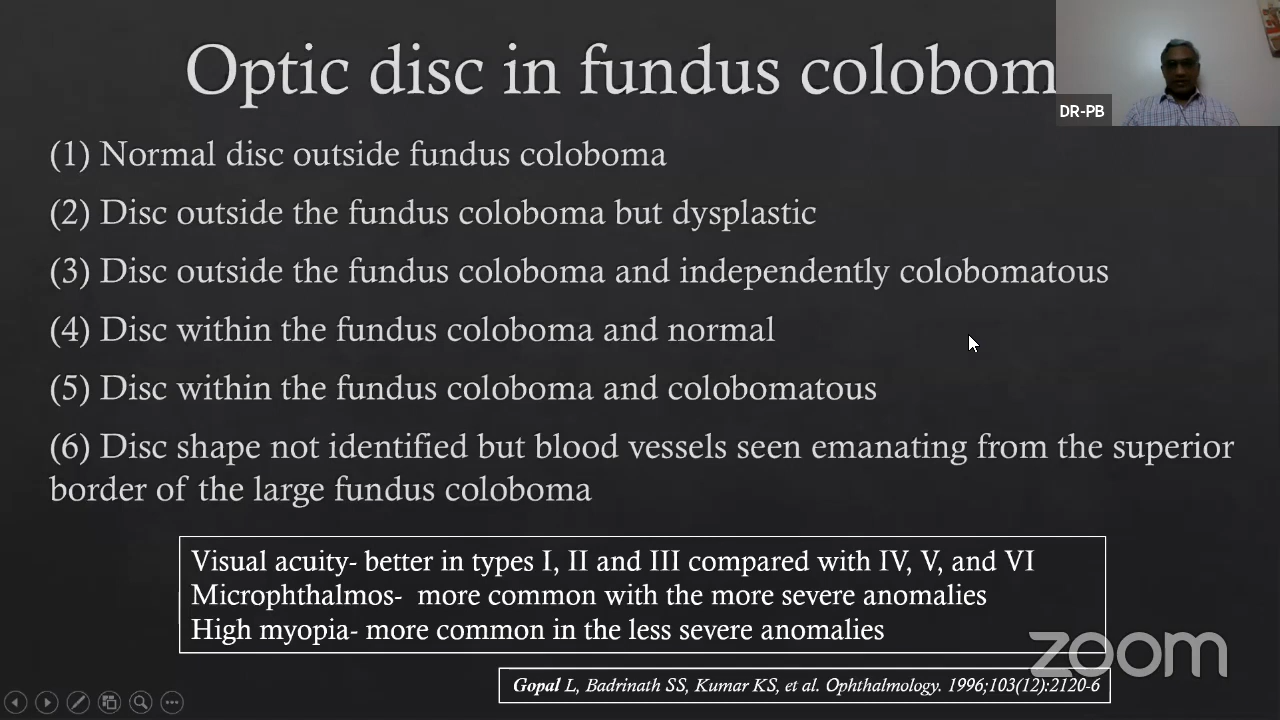 Optic disc in fundus colobom
DR-PB
(1) Normal disc outside fundus coloboma
(2) Disc outside the fundus coloboma but dysplastic
(3) Disc outside the fundus coloboma and independently colobomatous
(4) Disc within the fundus coloboma and normal
(5) Disc within the fundus coloboma and colobomatous
(6) Disc shape not identified but blood vessels seen emanating from the superior
border of the large fundus coloboma
Visual acuity- better in types I, II and III compared with IV, V, and VI
Microphthalmos- more common with the more severe anomalies
High myopia- more common in the less severe anomalies
zoom
Gopal L, Badrinath SS, Kumar KS, et al. Ophthalmology. 1996;103(12):2120-6